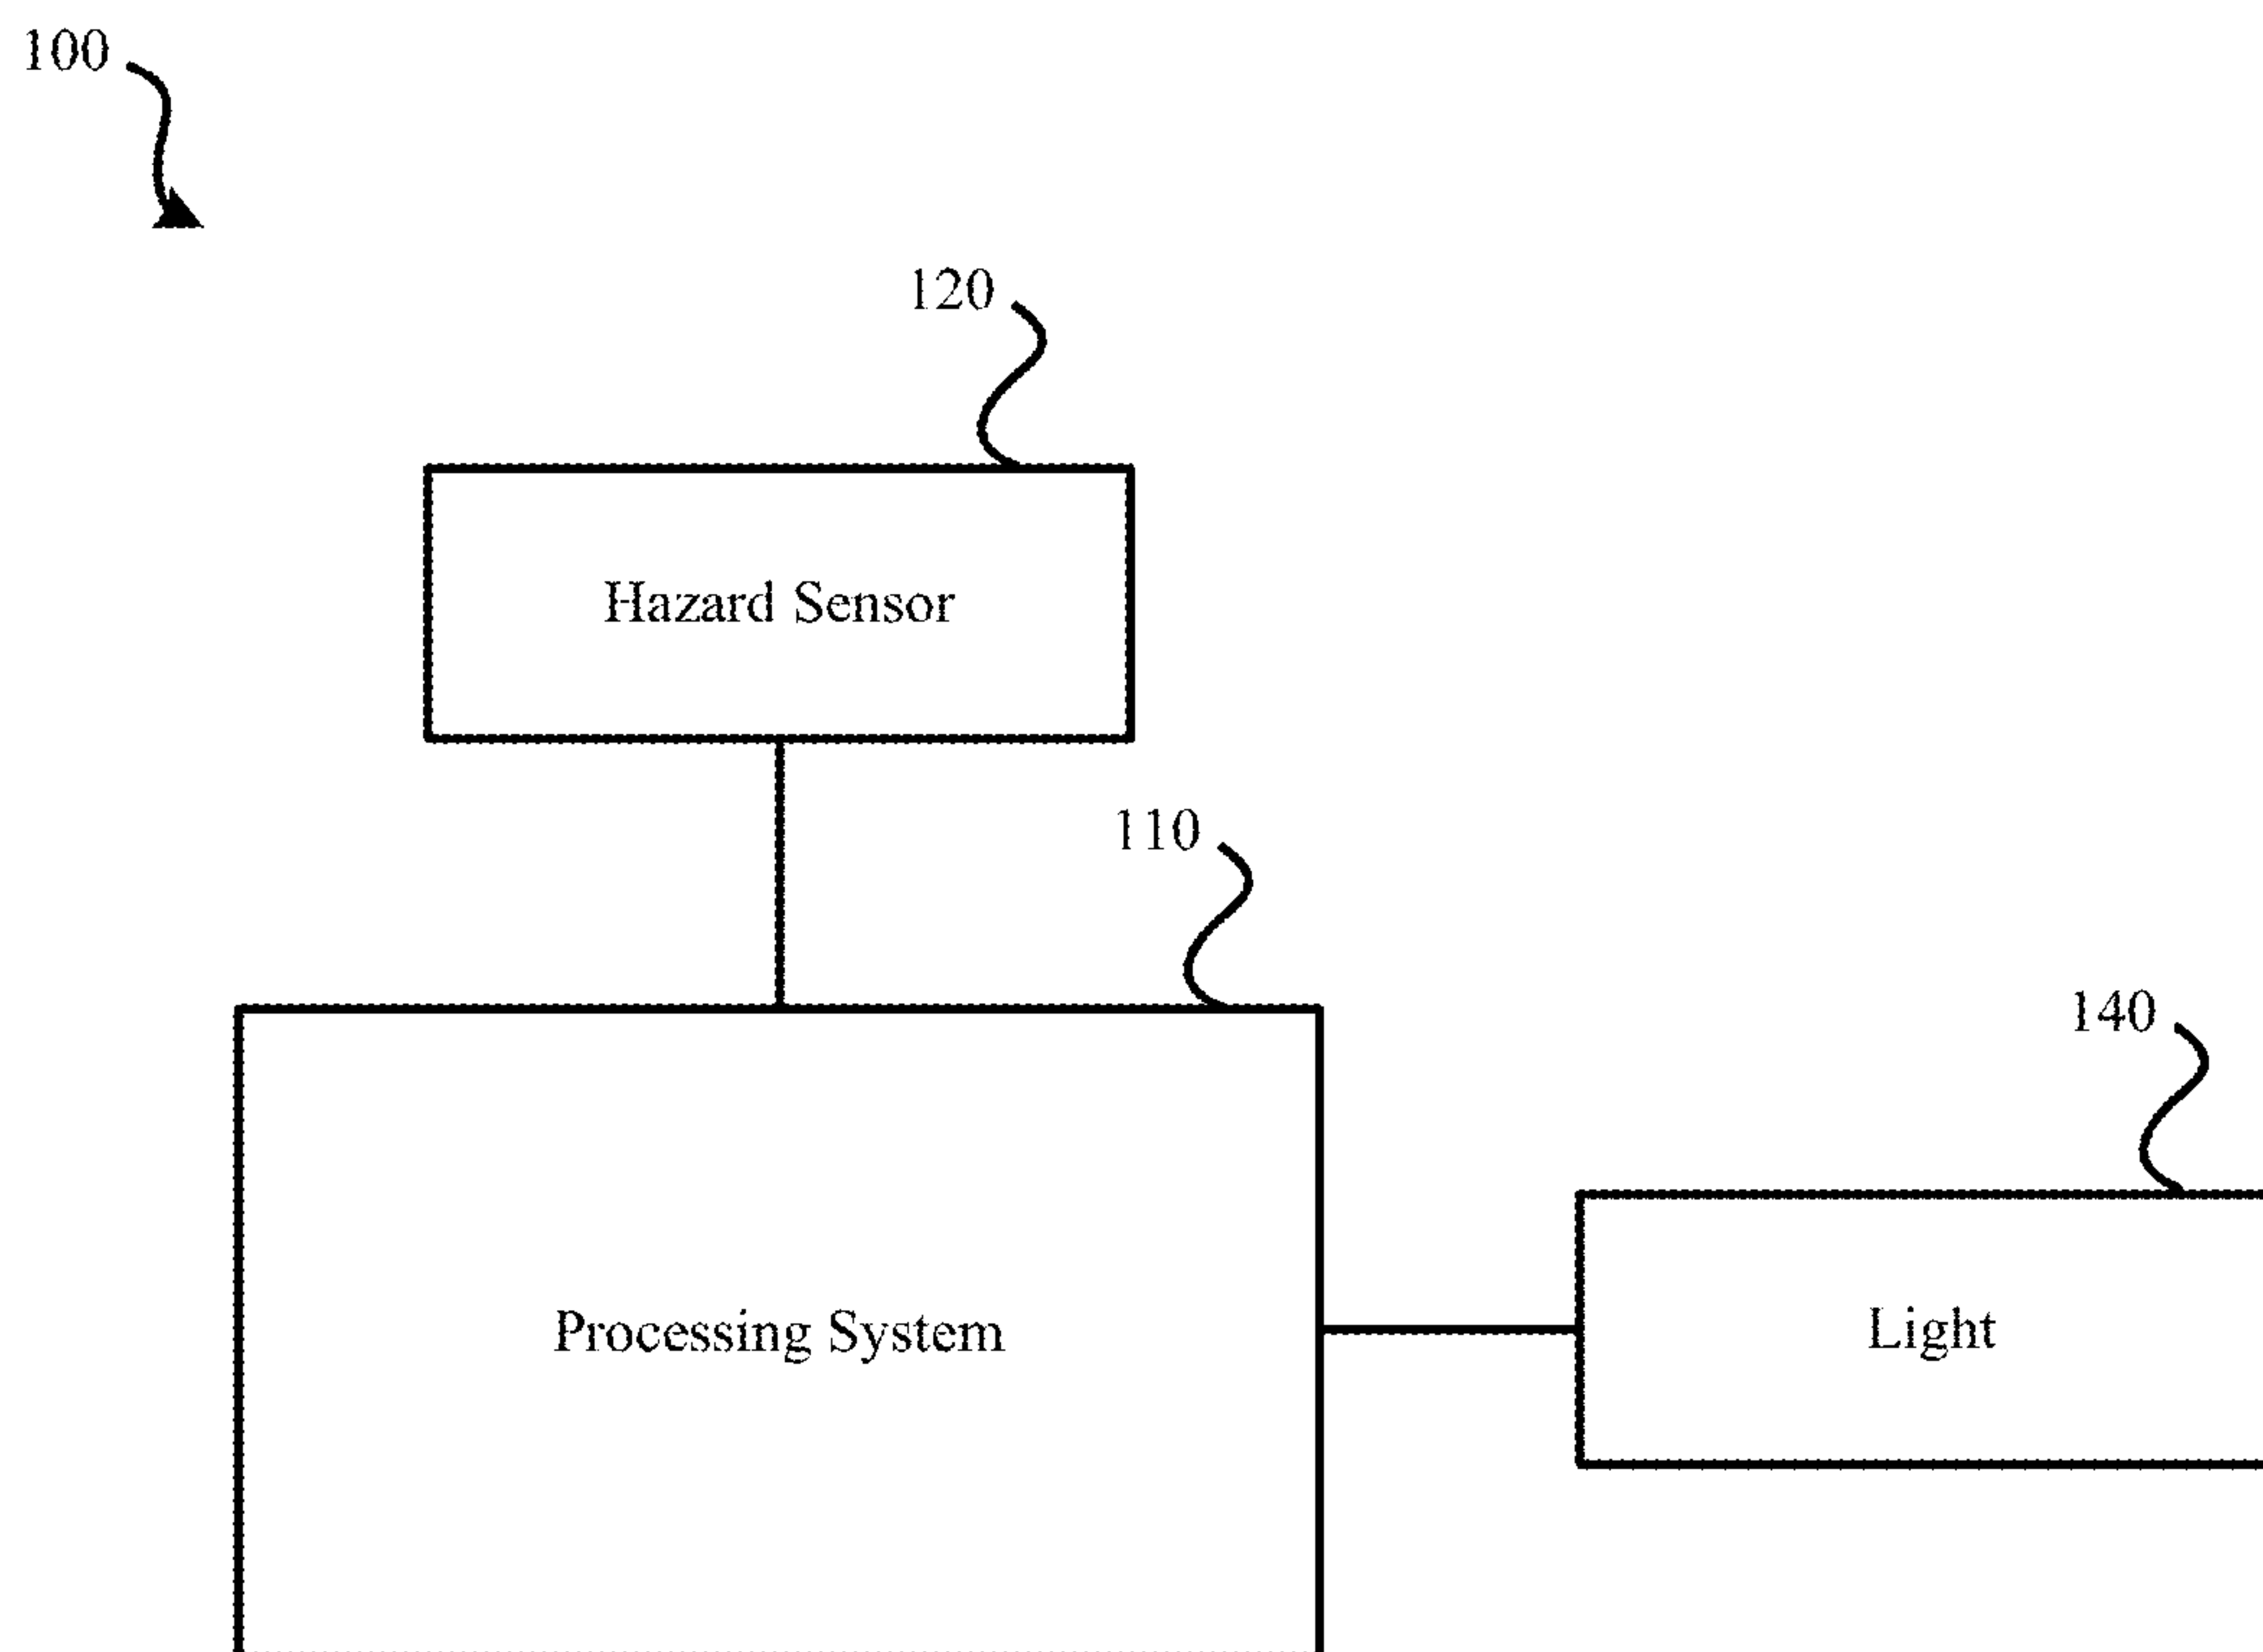 100
120
Hazard Sensor
110
140
Processing System
Light